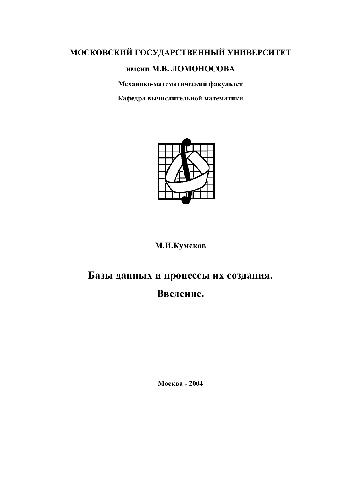 МОСКОВСКИЙ ГОСУДАРСТВЕННЫЙ УНИВЕРСИТЕТ
имени М.В. ЛОМОНОСОВА
Механико-математический факультет
Кафедра вычислительной математики
М.И.Кумсков
Базы данных и процессы их создания.
Введение.
Москва - 2004